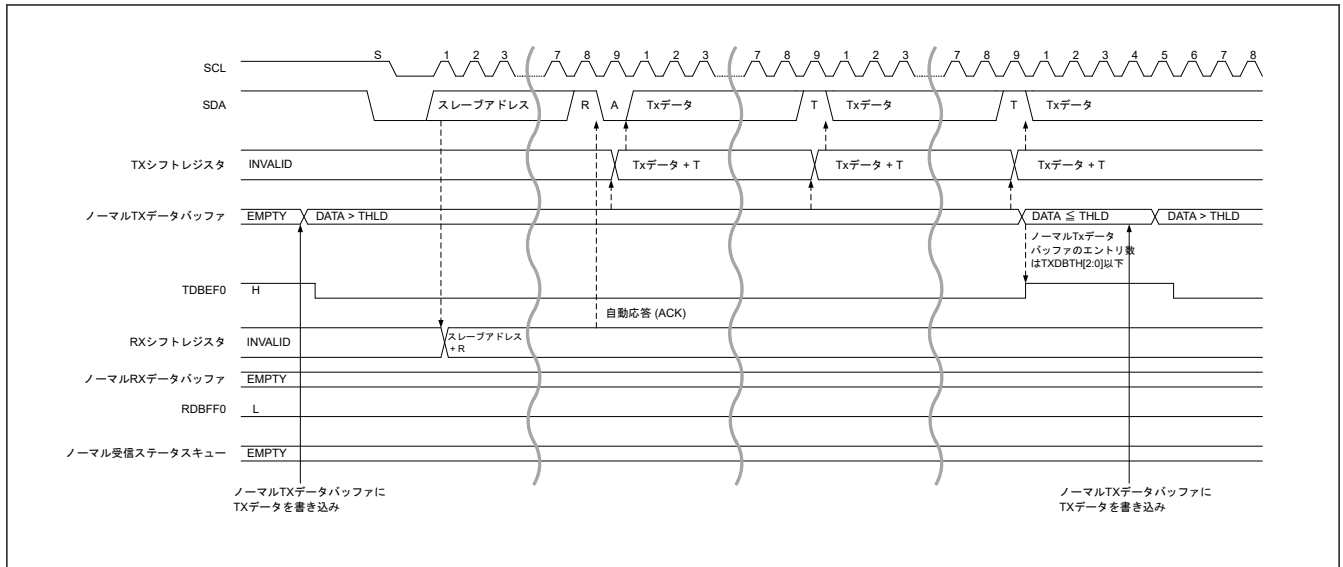 S 1 2 3 7 8 9 1 2 3 7 8 9 1 2 3 7 8 9 1 2 3 4 5 6 7 8
SCL
SDA スレーブアドレス R A Txデータ T Txデータ T Txデータ
TXシフトレジスタ INVALID Txデータ + T Txデータ + T Txデータ + T
ノーマルTXデータバッファ EMPTY DATA > THLD DATA ≦ THLD DATA > THLD
ノーマルTxデータ
バッファのエントリ数
はTXDBTH[2:0]以下
TDBEF0 H
自動応答 (ACK)
RXシフトレジスタ INVALID スレーブアドレス
+ R
ノーマルRXデータバッファ EMPTY
RDBFF0 L
ノーマル受信ステータスキュー EMPTY
ノーマルTXデータバッファに
TXデータを書き込み
ノーマルTXデータバッファに
TXデータを書き込み